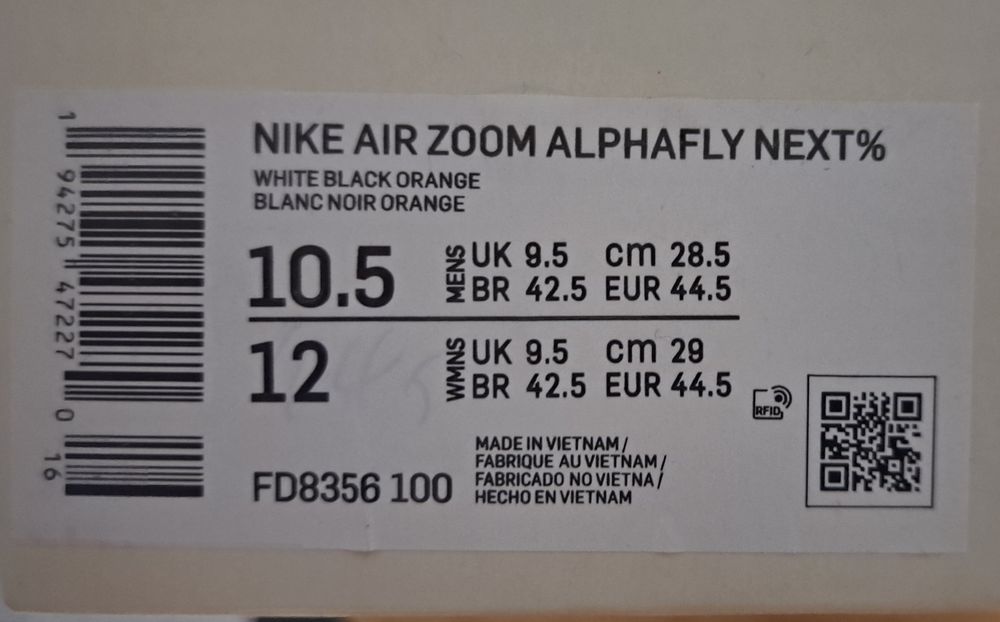 NIKE AIR ZOOM ALPHAFLY NEXT%
WHITE BLACK ORANGE
BLANC NOIR ORANGE
10.5 MENS UK 9.5 cm 28.5
BR 42.5 EUR 44.5
12 WMNS UK 9.5 cm 29
BR 42.5 EUR 44.5
RFID
MADE IN VIETNAM /
FABRIQUE AU VIETNAM /
FABRICADO NO VIETNA /
HECHO EN VIETNAM
FD8356 100
1 94275 47227 0 16